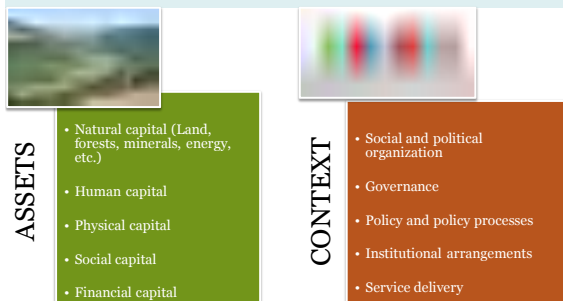 ASSETS
• Natural capital (Land,
forests, minerals, energy,
etc.)
• Human capital
• Physical capital
• Social capital
• Financial capital
CONTEXT
• Social and political
organization
• Governance
• Policy and policy processes
• Institutional arrangements
• Service delivery